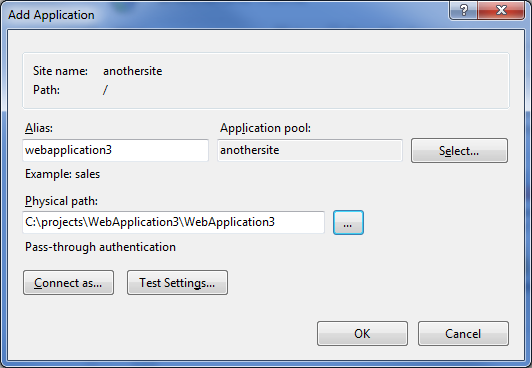 Add Application
Site name: anothersite
Path: /
Alias: Application pool:
webapplication3 anothersite Select...
Example: sales
Physical path:
C:\projects\WebApplication3\WebApplication3 ...
Pass-through authentication
Connect as... Test Settings...
OK Cancel